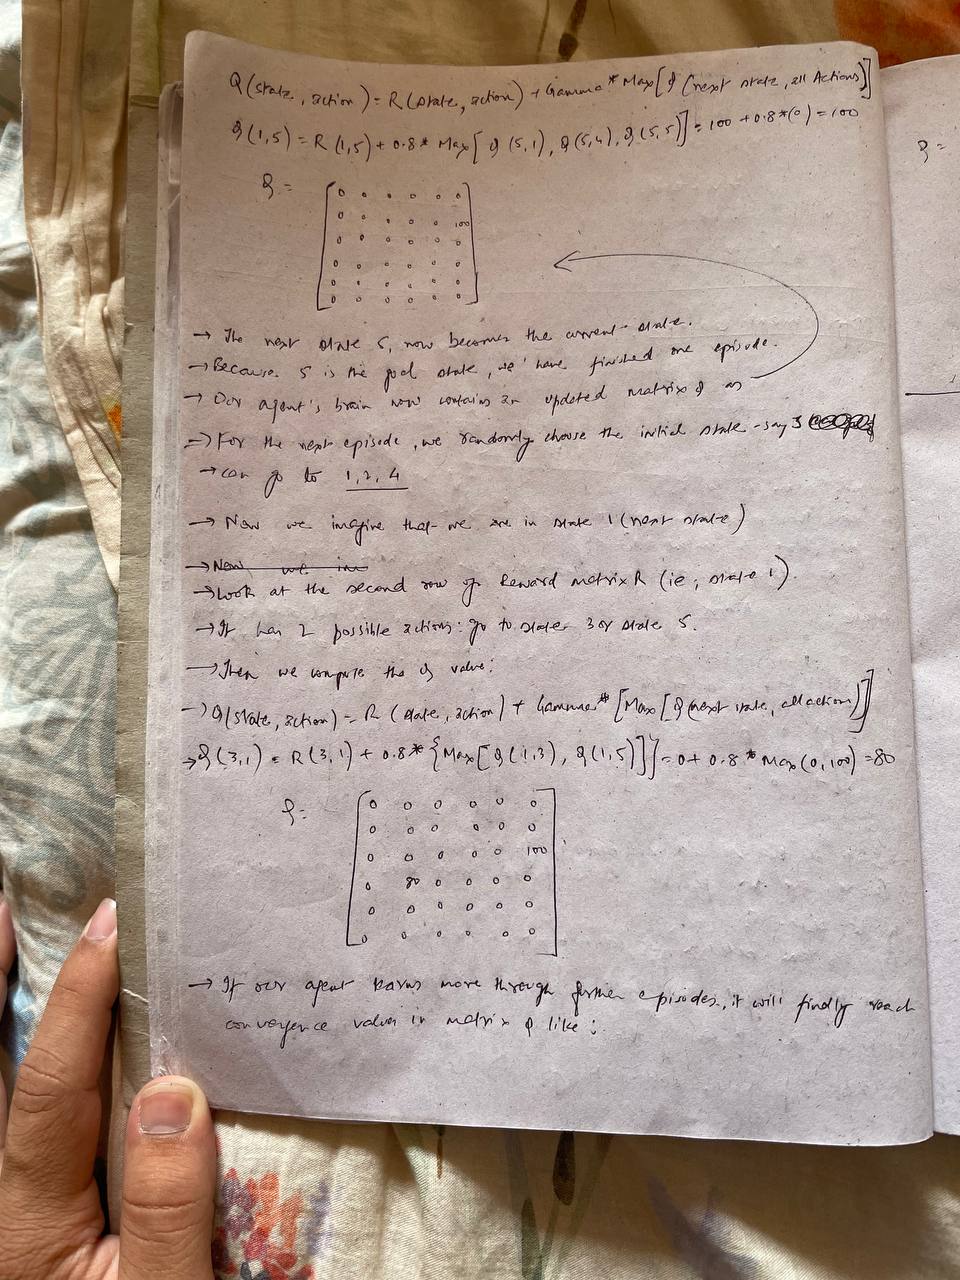 Q(state, action) = R(state, action) + Gamma * Max[Q(next state, all Actions)]
Q(1,5) = R(1,5) + 0.8 * Max[Q(5,1), Q(5,4), Q(5,5)] = 100 + 0.8*(0) = 100
Q =
0 0 0 0 0 0
0 0 0 0 0 100
0 0 0 0 0 0
0 0 0 0 0 0
0 0 0 0 0 0
0 0 0 0 0 0
→ The next state 5, now becomes the current state.
→ Because 5 is the goal state, we have finished one episode.
→ Our agent's brain now contains an updated matrix Q as
→ For the next episode, we randomly choose the initial state - say 3
→ can go to 1, 2, 4
→ Now we imagine that we are in state 1 (next state)
→ Now we im
→ Look at the second row of Reward matrix R (ie, state 1).
→ It has 2 possible actions: go to state 3 or state 5.
→ Then we compute the Q value:
→ Q(state, action) = R(state, action) + Gamma * [Max[Q(next state, all action)]]
→ Q(3,1) = R(3,1) + 0.8 * {Max[Q(1,3), Q(1,5)]} = 0 + 0.8 * Max(0, 100) = 80
Q =
0 0 0 0 0 0
0 0 0 0 0 0
0 0 0 0 0 100
0 80 0 0 0 0
0 0 0 0 0 0
0 0 0 0 0 0
→ If our agent learns more through further episodes, it will finally reach
convergence values in matrix Q like:
Q =